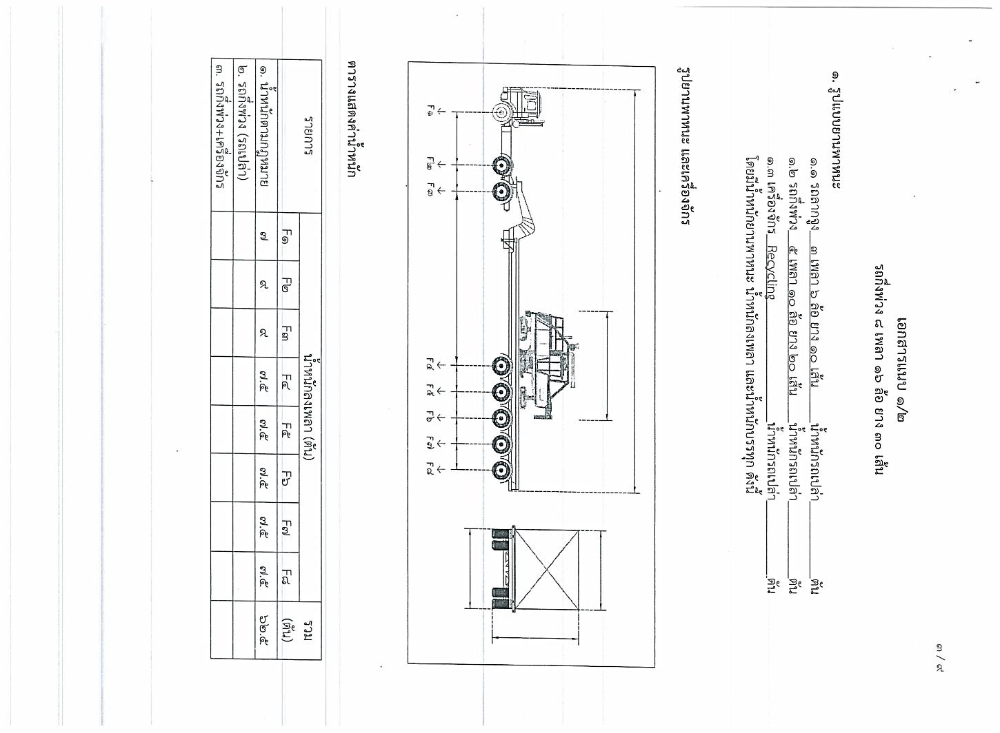 ๓ / ๙
เอกสารแนบ ๑/๒
รถกึ่งพ่วง ๘ เพลา ๑๖ ล้อ ยาง ๓๐ เส้น
๑. รูปแบบยานพาหนะ
๑.๑ รถลากจูง ๓ เพลา ๖ ล้อ ยาง ๑๐ เส้น น้ำหนักรถเปล่า ตัน
๑.๒ รถกึ่งพ่วง ๕ เพลา ๑๐ ล้อ ยาง ๒๐ เส้น น้ำหนักรถเปล่า ตัน
๑.๓ เครื่องจักร Recycling น้ำหนักรถเปล่า ตัน
โดยมีน้ำหนักยานพาหนะ น้ำหนักลงเพลา และน้ำหนักบรรทุก ดังนี้
รูปยานพาหนะ และเครื่องจักร
F๑ F๒ F๓ F๔ F๕ F๖ F๗ F๘
ตารางแสดงค่าน้ำหนัก
รายการ น้ำหนักลงเพลา (ตัน) รวม (ตัน)
F๑ F๒ F๓ F๔ F๕ F๖ F๗ F๘
๑. น้ำหนักตามกฎหมาย ๗ ๙ ๙ ๗.๕ ๗.๕ ๗.๕ ๗.๕ ๗.๕ ๖๒.๕
๒. รถกึ่งพ่วง (รถเปล่า)
๓. รถกึ่งพ่วง+เครื่องจักร